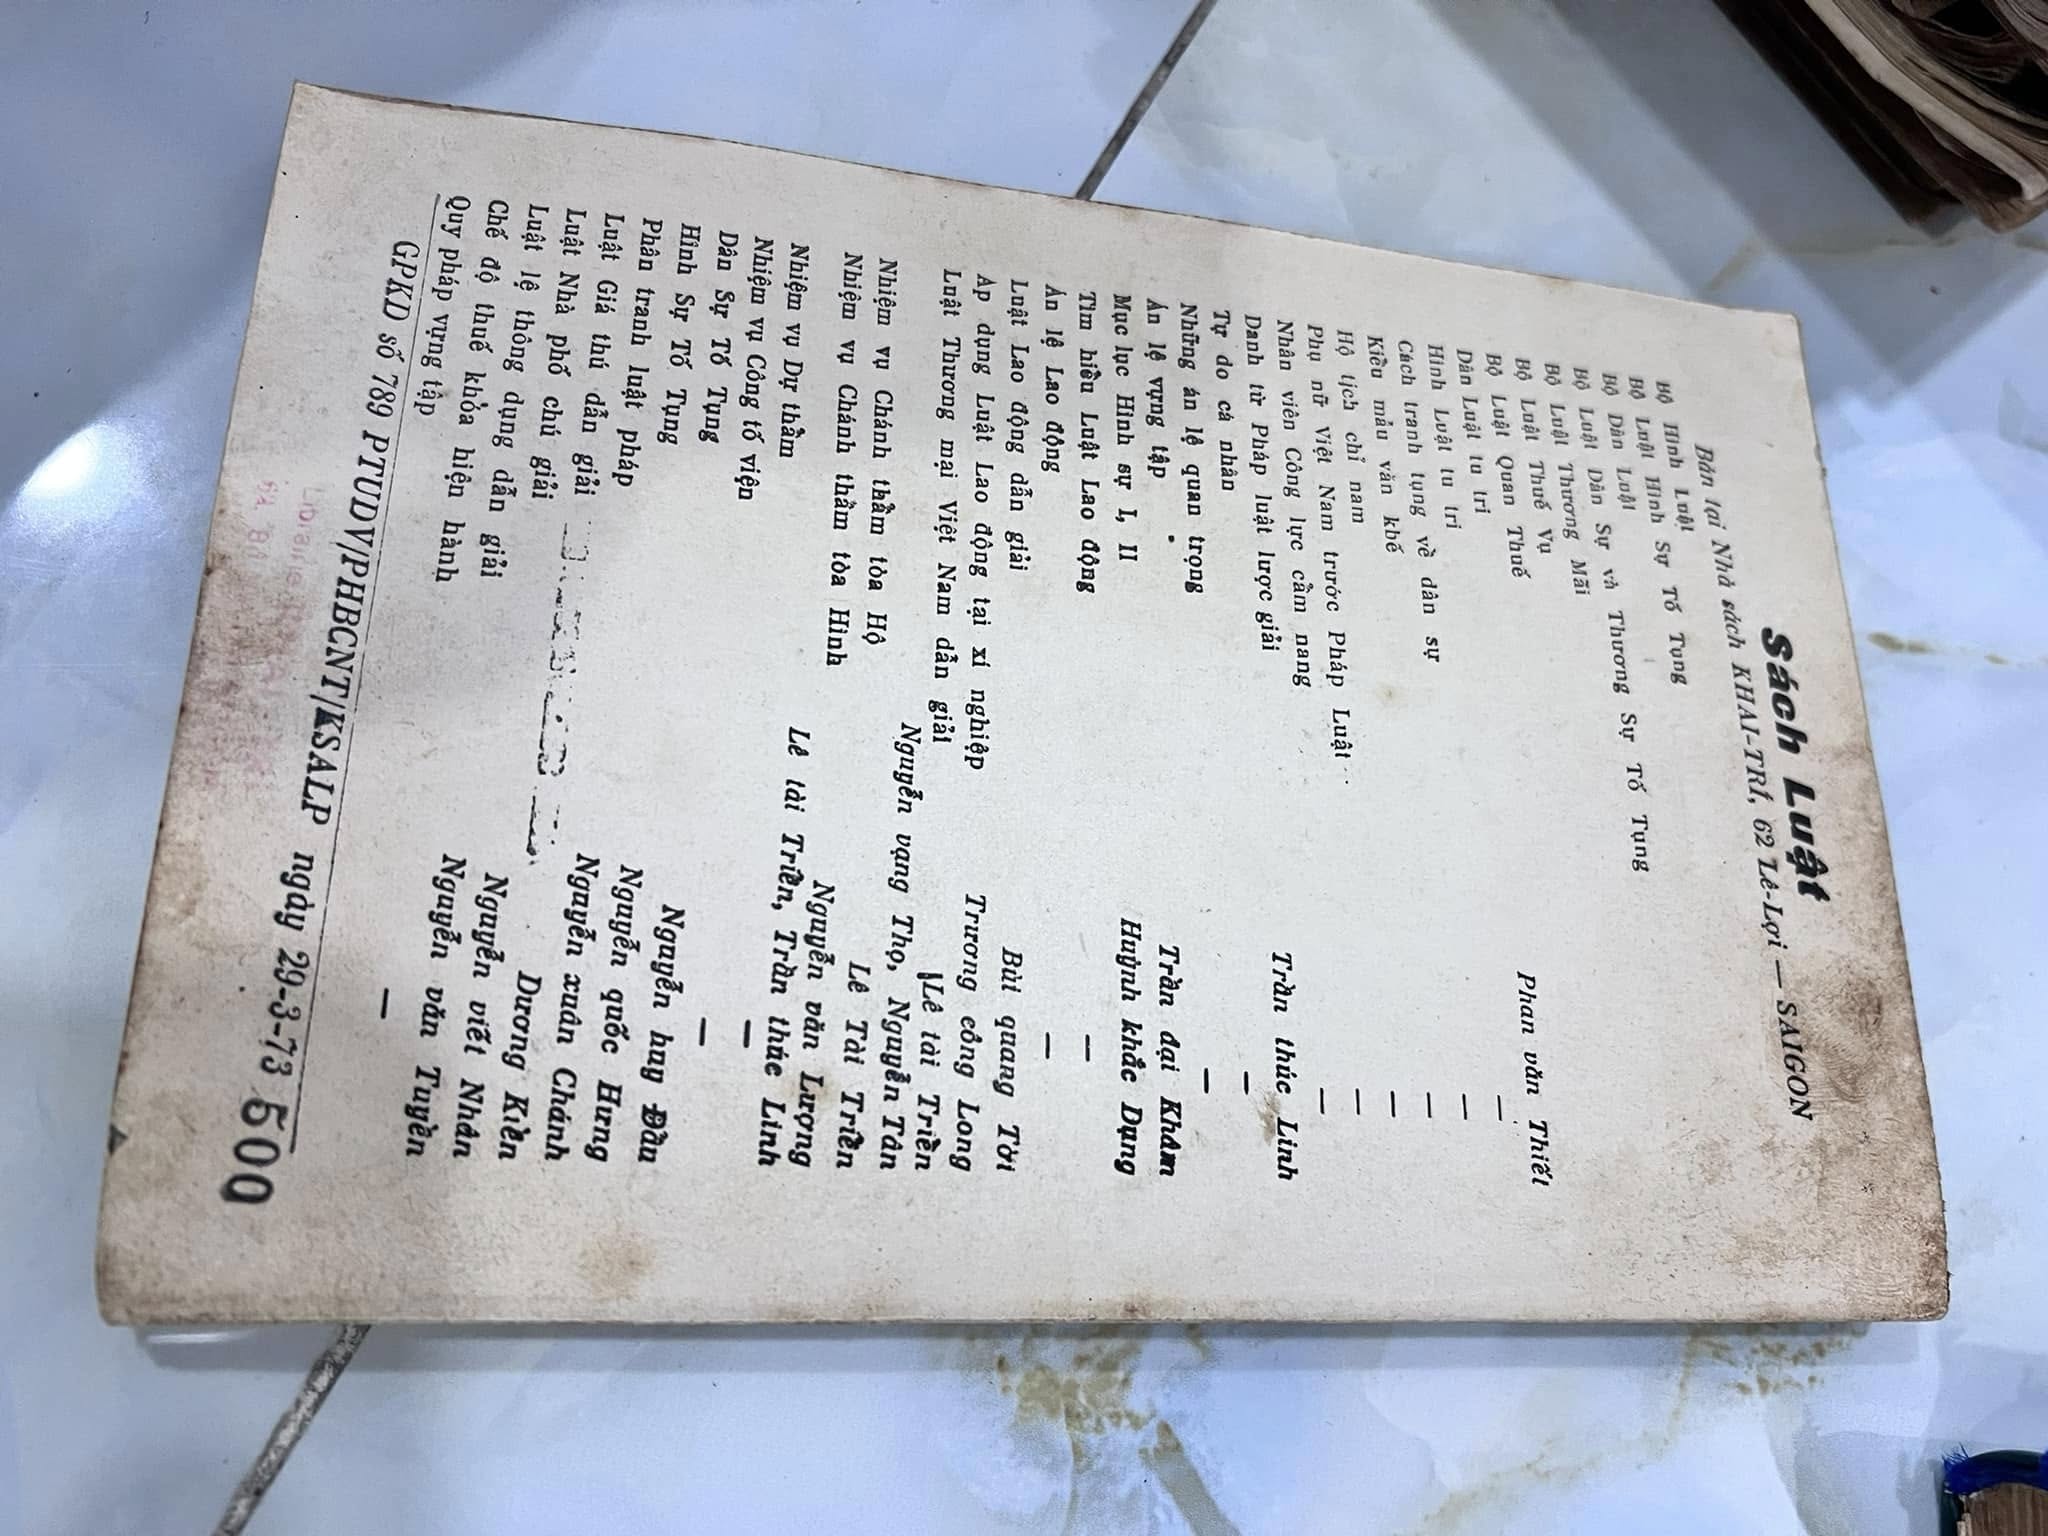 Sách Luật
Bán tại Nhà sách KHAI-TRÍ, 62 Lê-Lợi — SAIGON
Bộ Hình Luật
Bộ Luật Hình Sự Tố Tụng
Bộ Dân Luật
Bộ Luật Dân Sự và Thương Sự Tố Tụng
Bộ Luật Thương Mãi
Bộ Luật Thuế Vụ
Bộ Luật Quan Thuế
Dân Luật tu tri Phan văn Thiết
Hình Luật tu tri —
Cách tranh tụng về dân sự —
Kiểu mẫu văn khế —
Hộ tịch chỉ nam —
Phụ nữ Việt Nam trước Pháp Luật —
Nhân viên Công lực cầm nang —
Danh từ Pháp luật lược giải Trần thúc Linh
Tự do cá nhân —
Những án lệ quan trọng —
Án lệ vựng tập Trần đại Khâm
Mục lục Hình sự I, II Huỳnh khắc Dụng
Tìm hiểu Luật Lao động —
Án lệ Lao động —
Luật Lao động dẫn giải Bùi quang Tời
Áp dụng Luật Lao động tại xí nghiệp Trương công Long
Luật Thương mại Việt Nam dẫn giải Lê tài Triển
Nguyễn vạng Thọ, Nguyễn Tân
Nhiệm vụ Chánh thẩm tòa Hộ Lê Tài Triển
Nhiệm vụ Chánh thẩm tòa Hình Nguyễn văn Lượng
Nhiệm vụ Dự thẩm Lê tài Triển, Trần thúc Linh
Nhiệm vụ Công tố viện —
Dân Sự Tố Tụng —
Hình Sự Tố Tụng Nguyễn huy Đẩu
Phân tranh luật pháp Nguyễn quốc Hưng
Luật Giá thú dẫn giải Nguyễn xuân Chánh
Luật Nhà phố chú giải Dương Kiền
Luật lệ thông dụng dẫn giải Nguyễn viết Nhân
Chế độ thuế khóa hiện hành Nguyễn văn Tuyền
Quy pháp vựng tập —
GPKD số 789 PTUDV/PHBCNT/KSALP ngày 29-3-73 500
Librairie